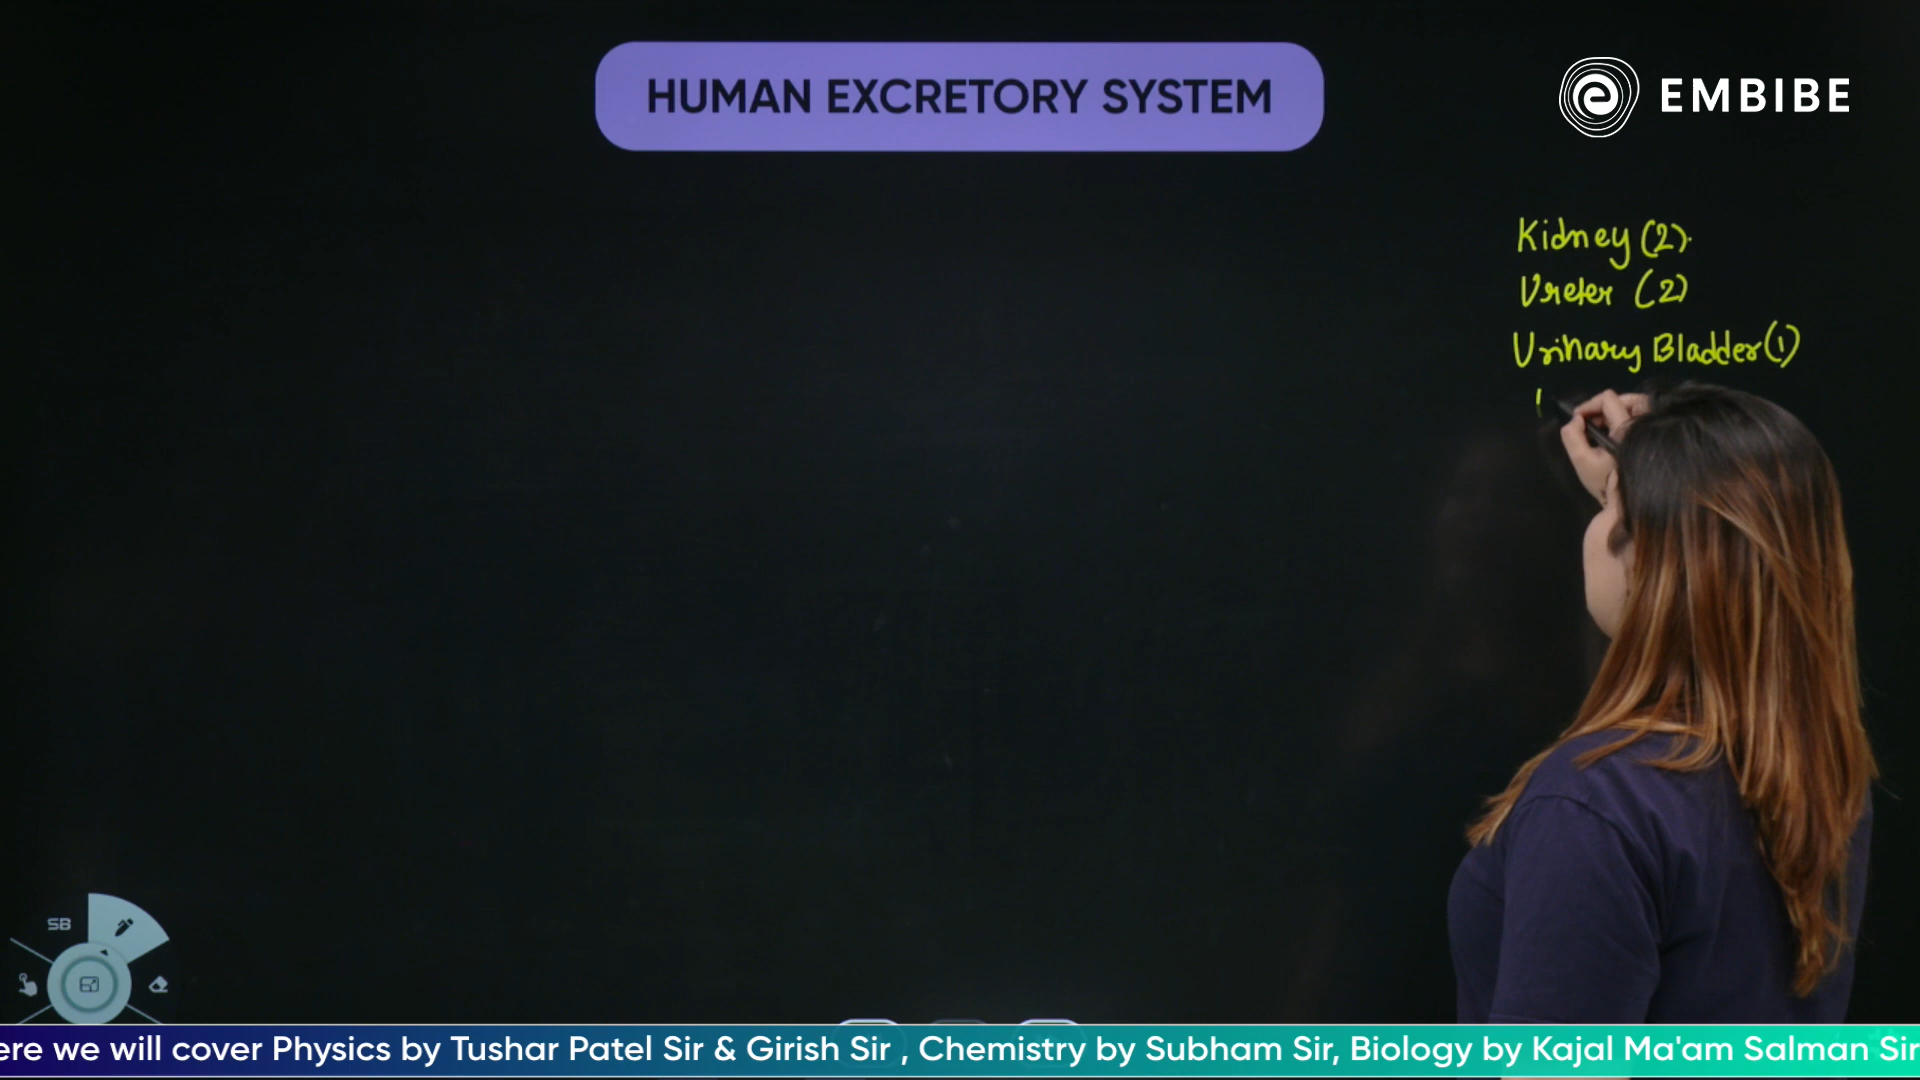 HUMAN EXCRETORY SYSTEM
EMBIBE
Kidney (2).
Ureter (2)
Urinary Bladder (1)
SB
ere we will cover Physics by Tushar Patel Sir & Girish Sir , Chemistry by Subham Sir, Biology by Kajal Ma'am Salman Sir